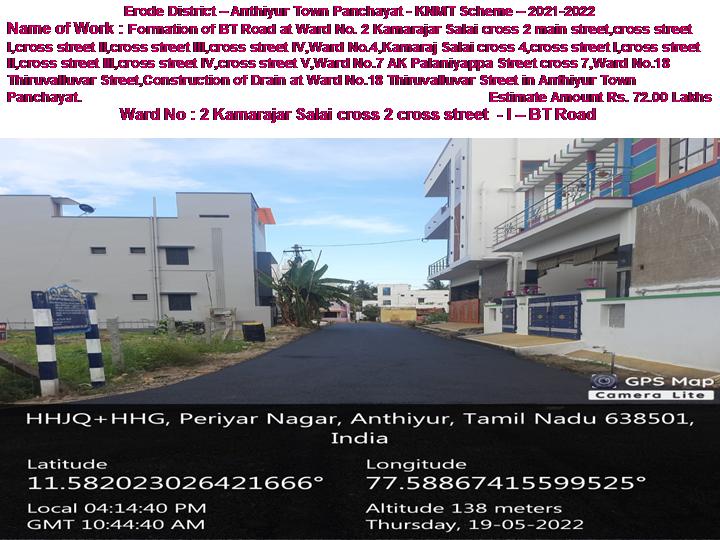 Erode District – Anthiyur Town Panchayat - KNMT Scheme – 2021-2022
Name of Work : Formation of BT Road at Ward No. 2 Kamarajar Salai cross 2 main street,cross street
I,cross street II,cross street III,cross street IV,Ward No.4,Kamaraj Salai cross 4,cross street I,cross street
II,cross street III,cross street IV,cross street V,Ward No.7 AK Palaniyappa Street cross 7,Ward No.18
Thiruvalluvar Street,Construction of Drain at Ward No.18 Thiruvalluvar Street in Anthiyur Town
Panchayat. Estimate Amount Rs. 72.00 Lakhs
Ward No : 2 Kamarajar Salai cross 2 cross street - I – BT Road
GPS Map
Camera Lite
HHJQ+HHG, Periyar Nagar, Anthiyur, Tamil Nadu 638501,
India
Latitude Longitude
11.582023026421666° 77.58867415599525°
Local 04:14:40 PM Altitude 138 meters
GMT 10:44:40 AM Thursday, 19-05-2022